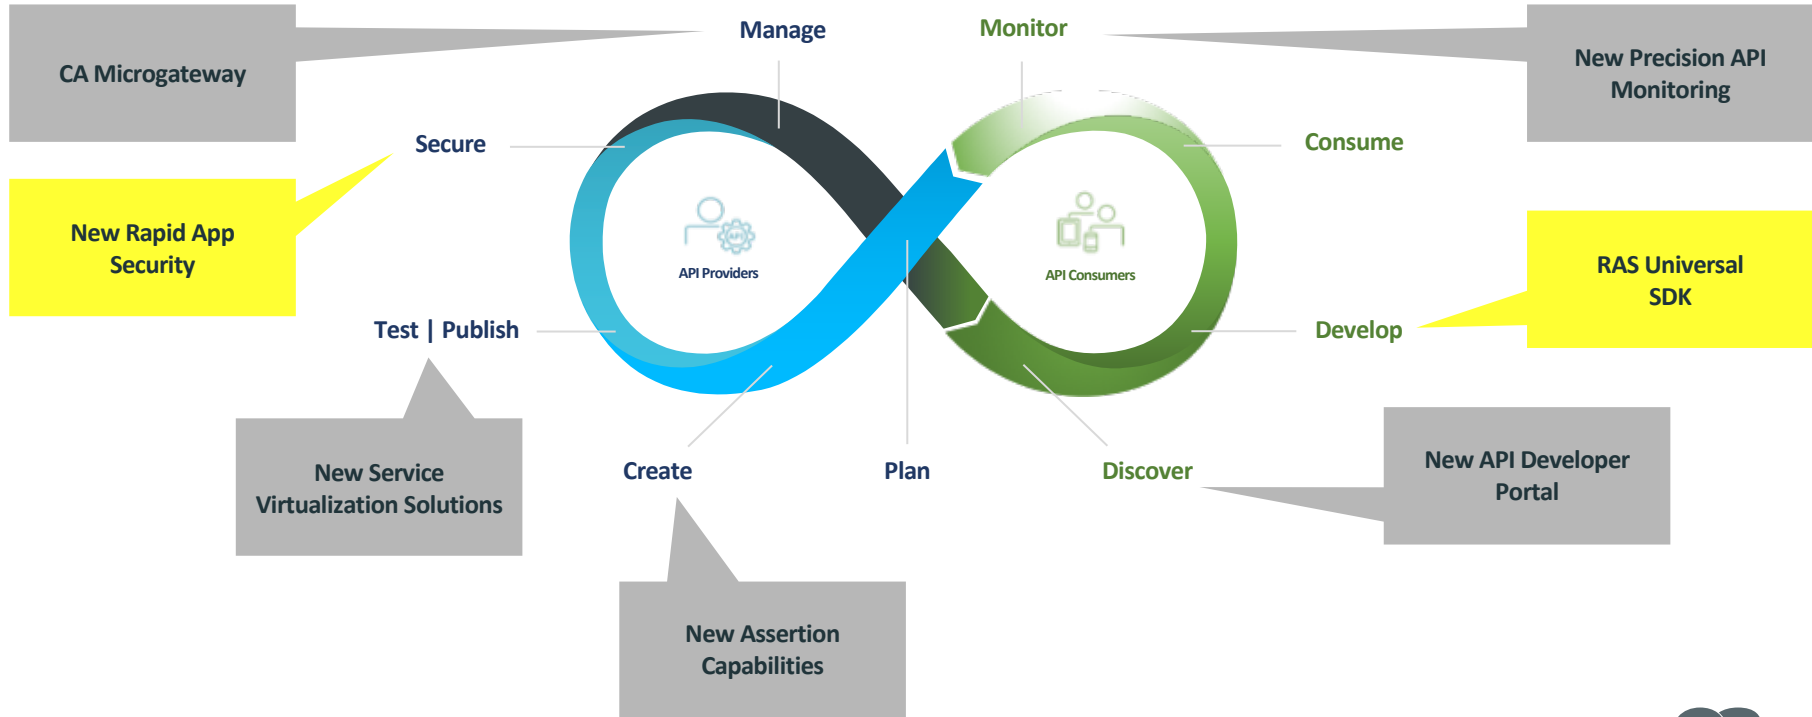 Manage
Monitor
CA Microgateway
New Precision API
Monitoring
Secure
Consume
New Rapid App
Security
API Providers
API Consumers
RAS Universal
SDK
Test | Publish
Develop
Create
Plan
Discover
New Service
Virtualization Solutions
New API Developer
Portal
New Assertion
Capabilities
API